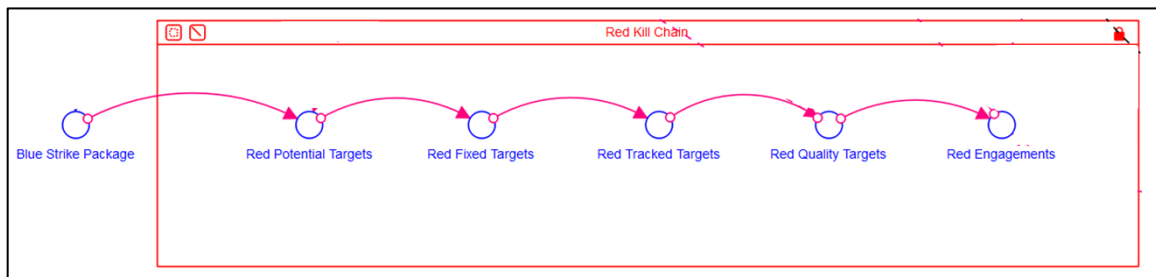 Red Kill Chain
Blue Strike Package
Red Potential Targets
Red Fixed Targets
Red Tracked Targets
Red Quality Targets
Red Engagements